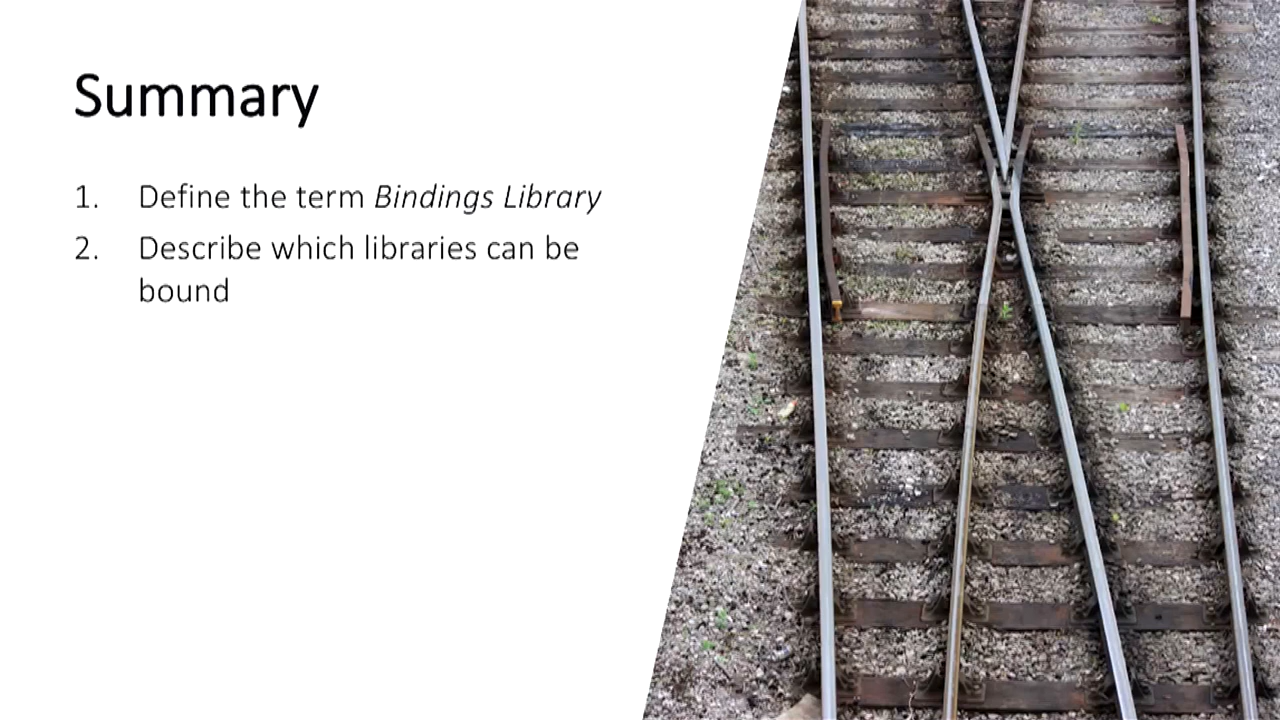 Summary
1. Define the term Bindings Library
2. Describe which libraries can be
bound